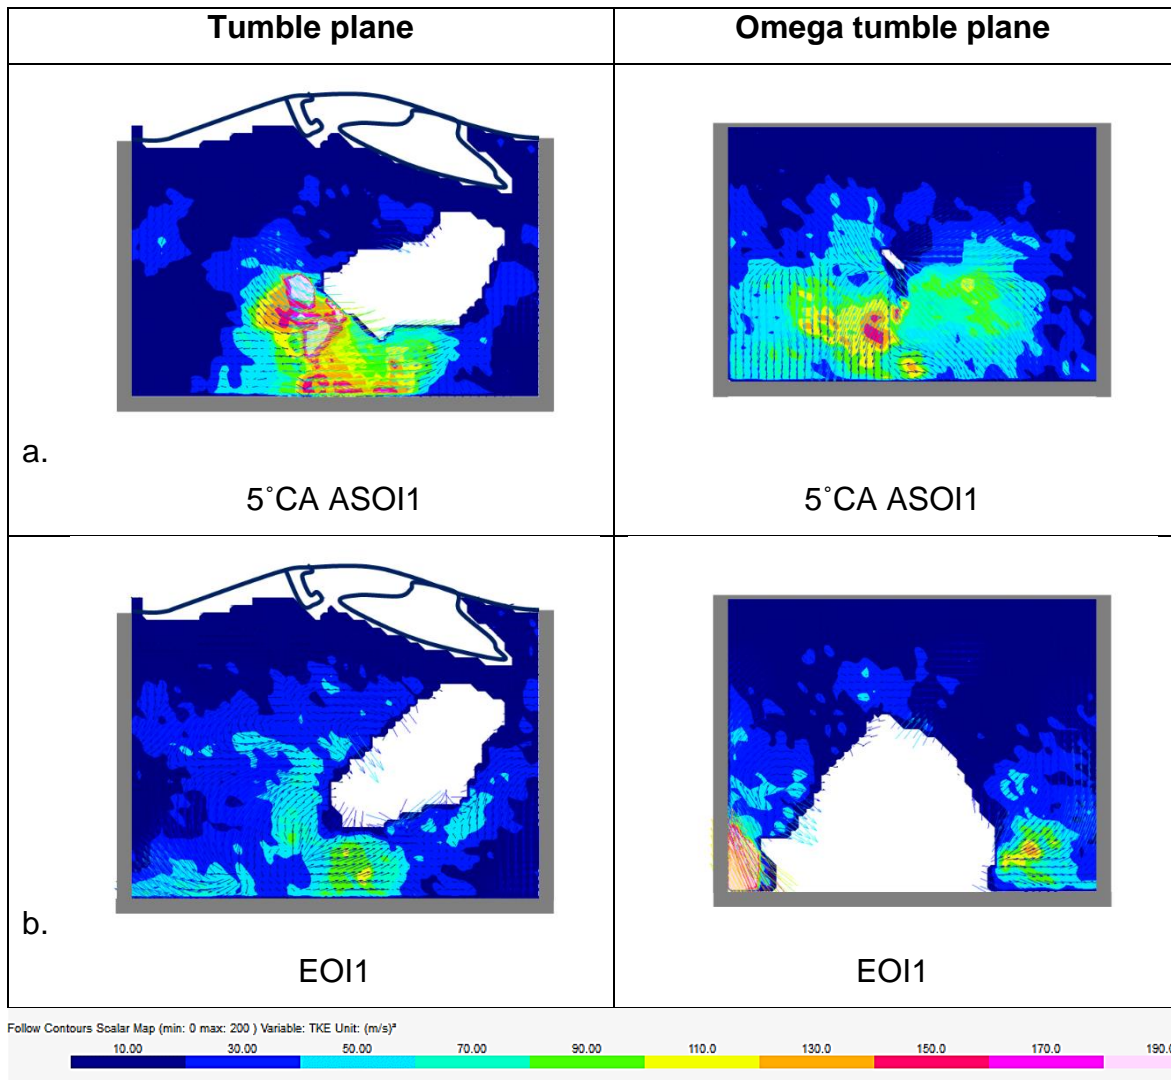 Tumble plane
Omega tumble plane
a.
5˚CA ASOI1
5˚CA ASOI1
b.
EOI1
EOI1
Follow Contours Scalar Map (min: 0 max: 200 ) Variable: TKE Unit: (m/s)²
10.00 30.00 50.00 70.00 90.00 110.0 130.0 150.0 170.0 190.0